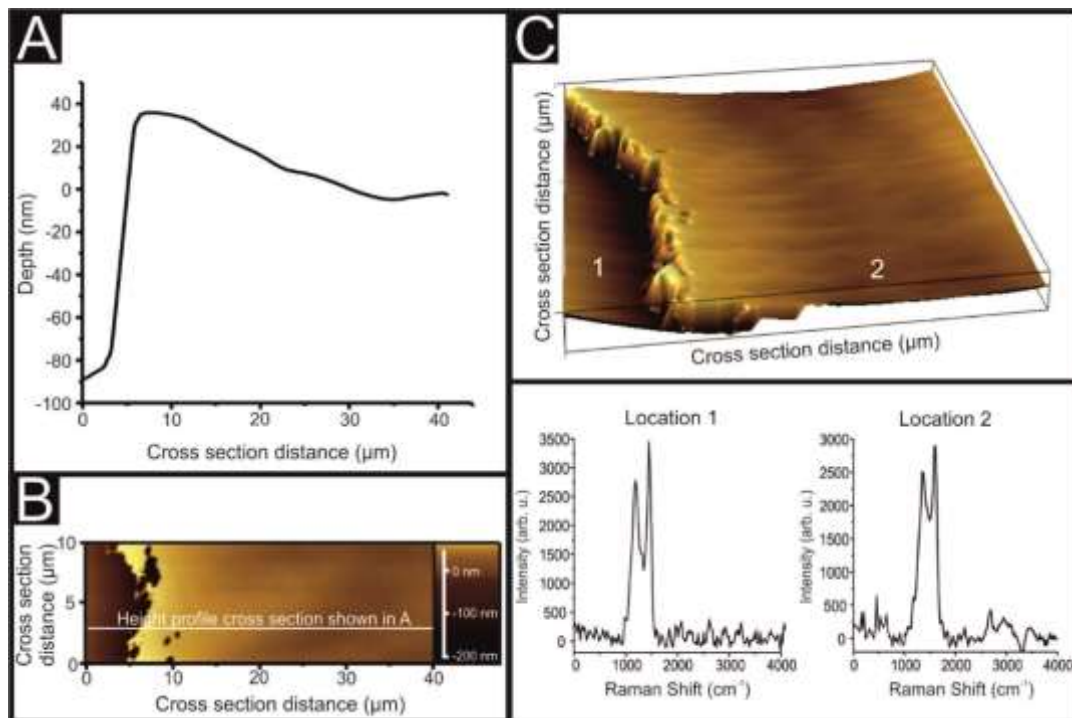 A
40
20
0
-20
-40
-60
-80
-100
Depth (nm)
0 10 20 30 40
Cross section distance (µm)
B
10
5
0
Cross section
distance (µm)
Height profile cross section shown in A
0 nm
-100 nm
-200 nm
0 10 20 30 40
Cross section distance (µm)
C
Cross section distance (µm)
1
2
Cross section distance (µm)
Location 1
3500
3000
2500
2000
1500
1000
500
0
Intensity (arb. u.)
0 1000 2000 3000 4000
Raman Shift (cm⁻¹)
Location 2
3000
2500
2000
1500
1000
500
0
Intensity (arb. u.)
0 1000 2000 3000 4000
Raman Shift (cm⁻¹)